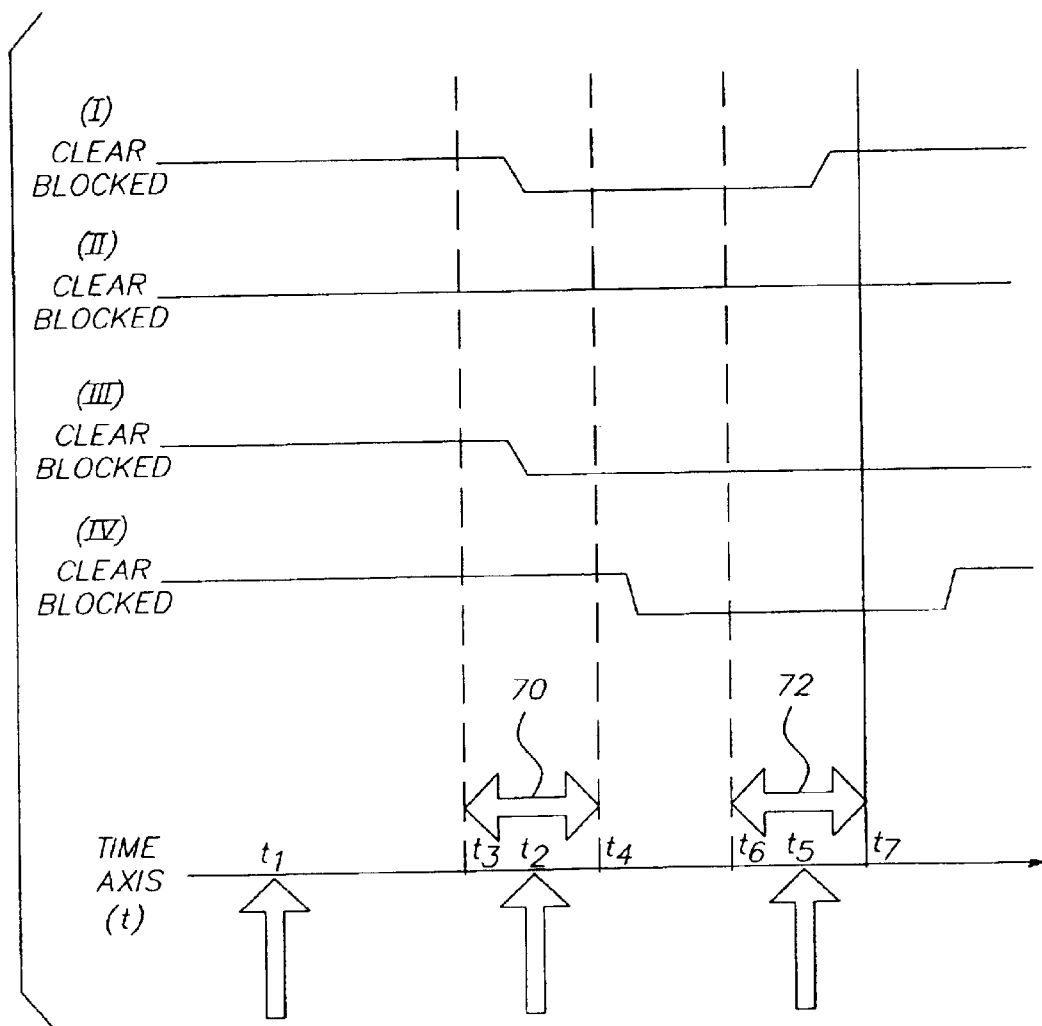 (I)
CLEAR
BLOCKED
(II)
CLEAR
BLOCKED
(III)
CLEAR
BLOCKED
(IV)
CLEAR
BLOCKED
70 72
TIME AXIS (t)
t1 t3 t2 t4 t6 t5 t7